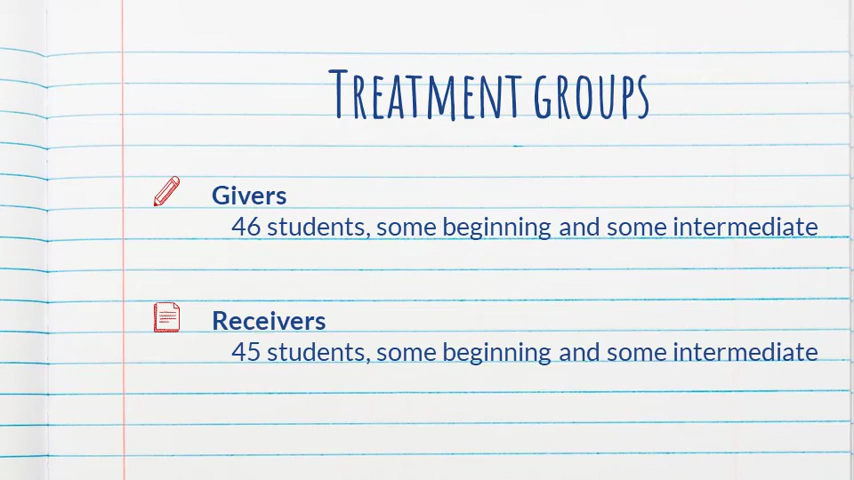 Treatment groups
Givers
46 students, some beginning and some intermediate
Receivers
45 students, some beginning and some intermediate